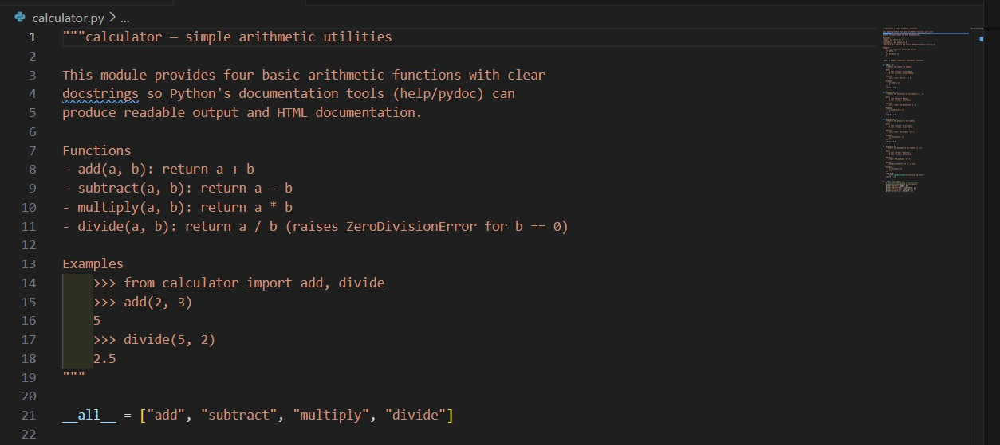 calculator.py > ...
1 """calculator — simple arithmetic utilities
2
3 This module provides four basic arithmetic functions with clear
4 docstrings so Python's documentation tools (help/pydoc) can
5 produce readable output and HTML documentation.
6
7 Functions
8 - add(a, b): return a + b
9 - subtract(a, b): return a - b
10 - multiply(a, b): return a * b
11 - divide(a, b): return a / b (raises ZeroDivisionError for b == 0)
12
13 Examples
14     >>> from calculator import add, divide
15     >>> add(2, 3)
16     5
17     >>> divide(5, 2)
18     2.5
19 """
20
21 __all__ = ["add", "subtract", "multiply", "divide"]
22